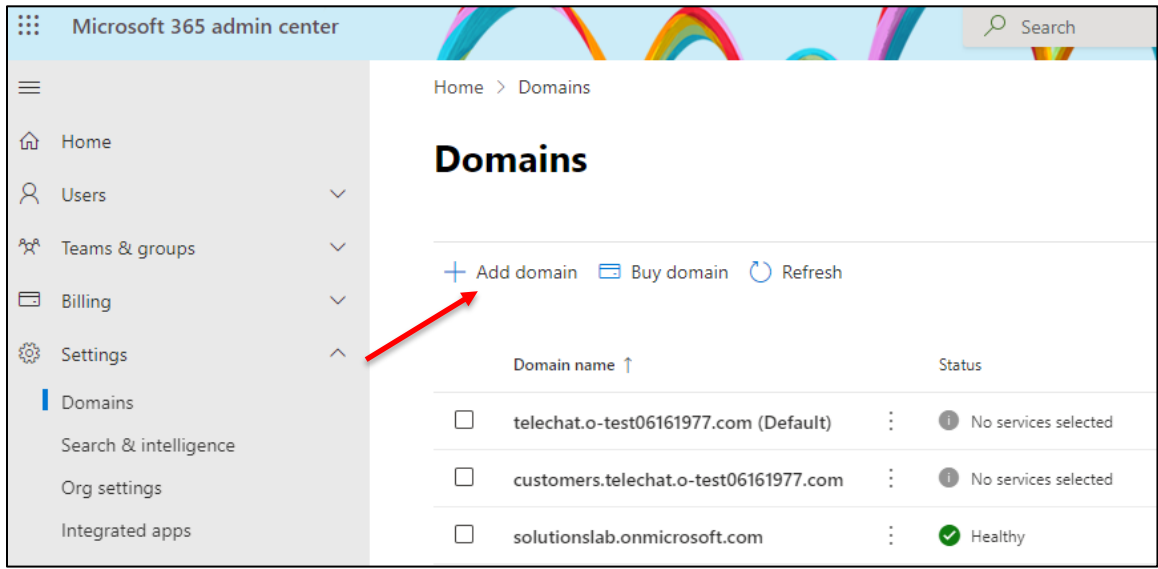 Microsoft 365 admin center
Search
Home > Domains
Home
Users
Teams & groups
Billing
Settings
Domains
Search & intelligence
Org settings
Integrated apps
Domains
Add domain Buy domain Refresh
Domain name ↑ Status
telechat.o-test06161977.com (Default) No services selected
customers.telechat.o-test06161977.com No services selected
solutionslab.onmicrosoft.com Healthy